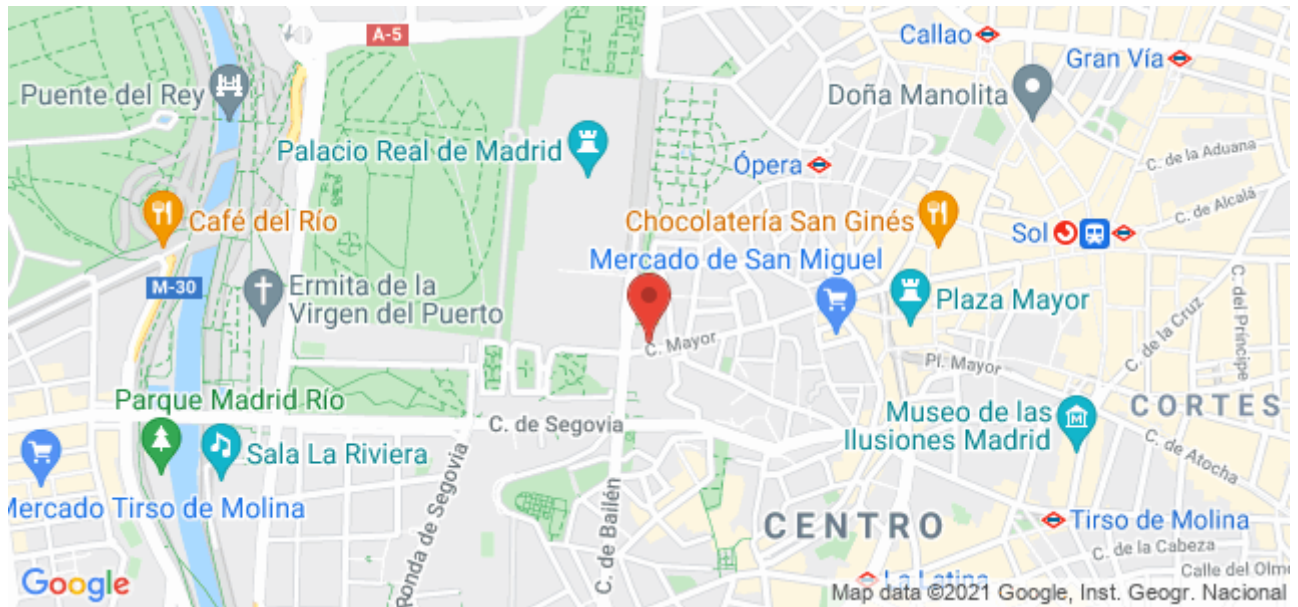 A-5
Callao
Gran Vía
Puente del Rey
Doña Manolita
Palacio Real de Madrid
Ópera
C. de la Aduana
Café del Río
Chocolatería San Ginés
C. de Alcalá
Sol
Mercado de San Miguel
M-30
Ermita de la
Virgen del Puerto
Plaza Mayor
C. de la Cruz
C. del Príncipe
C. Mayor
Pl. Mayor
Parque Madrid Río
C. de Segovia
Museo de las
Ilusiones Madrid
CORTES
Sala La Riviera
C. de Atocha
Mercado Tirso de Molina
Ronda de Segovia
C. de Bailén
CENTRO
Tirso de Molina
C. de la Cabeza
La Latina
Calle del Olmo
Google
Map data ©2021 Google, Inst. Geogr. Nacional